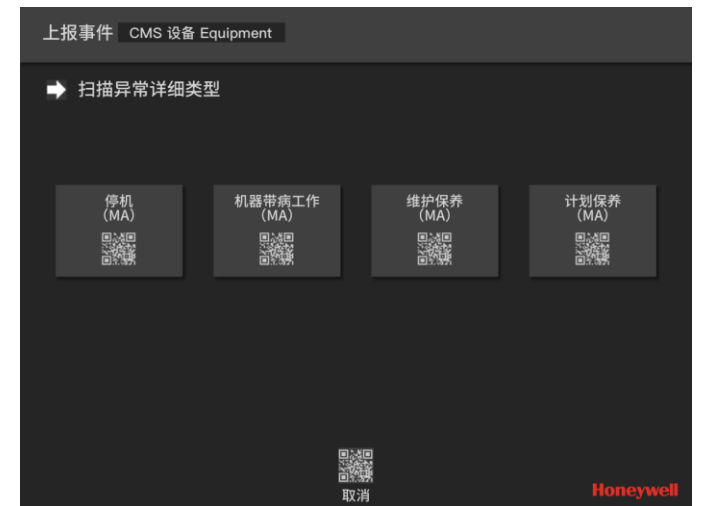 上报事件 CMS 设备 Equipment
扫描异常详细类型
停机
(MA)
机器带病工作
(MA)
维护保养
(MA)
计划保养
(MA)
取消
Honeywell